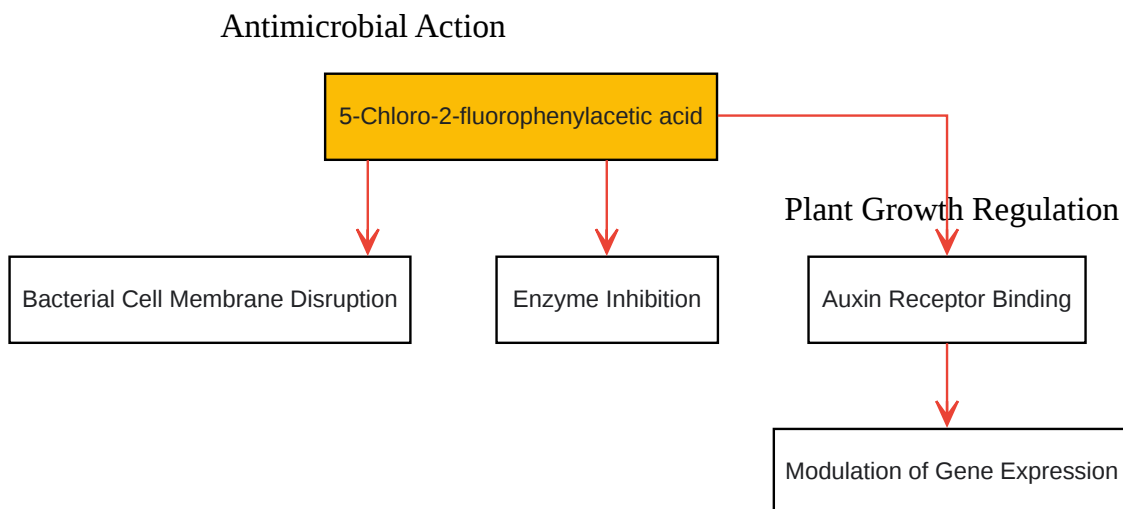 Antimicrobial Action
5-Chloro-2-fluorophenylacetic acid
Plant Growth Regulation
Bacterial Cell Membrane Disruption
Enzyme Inhibition
Auxin Receptor Binding
Modulation of Gene Expression